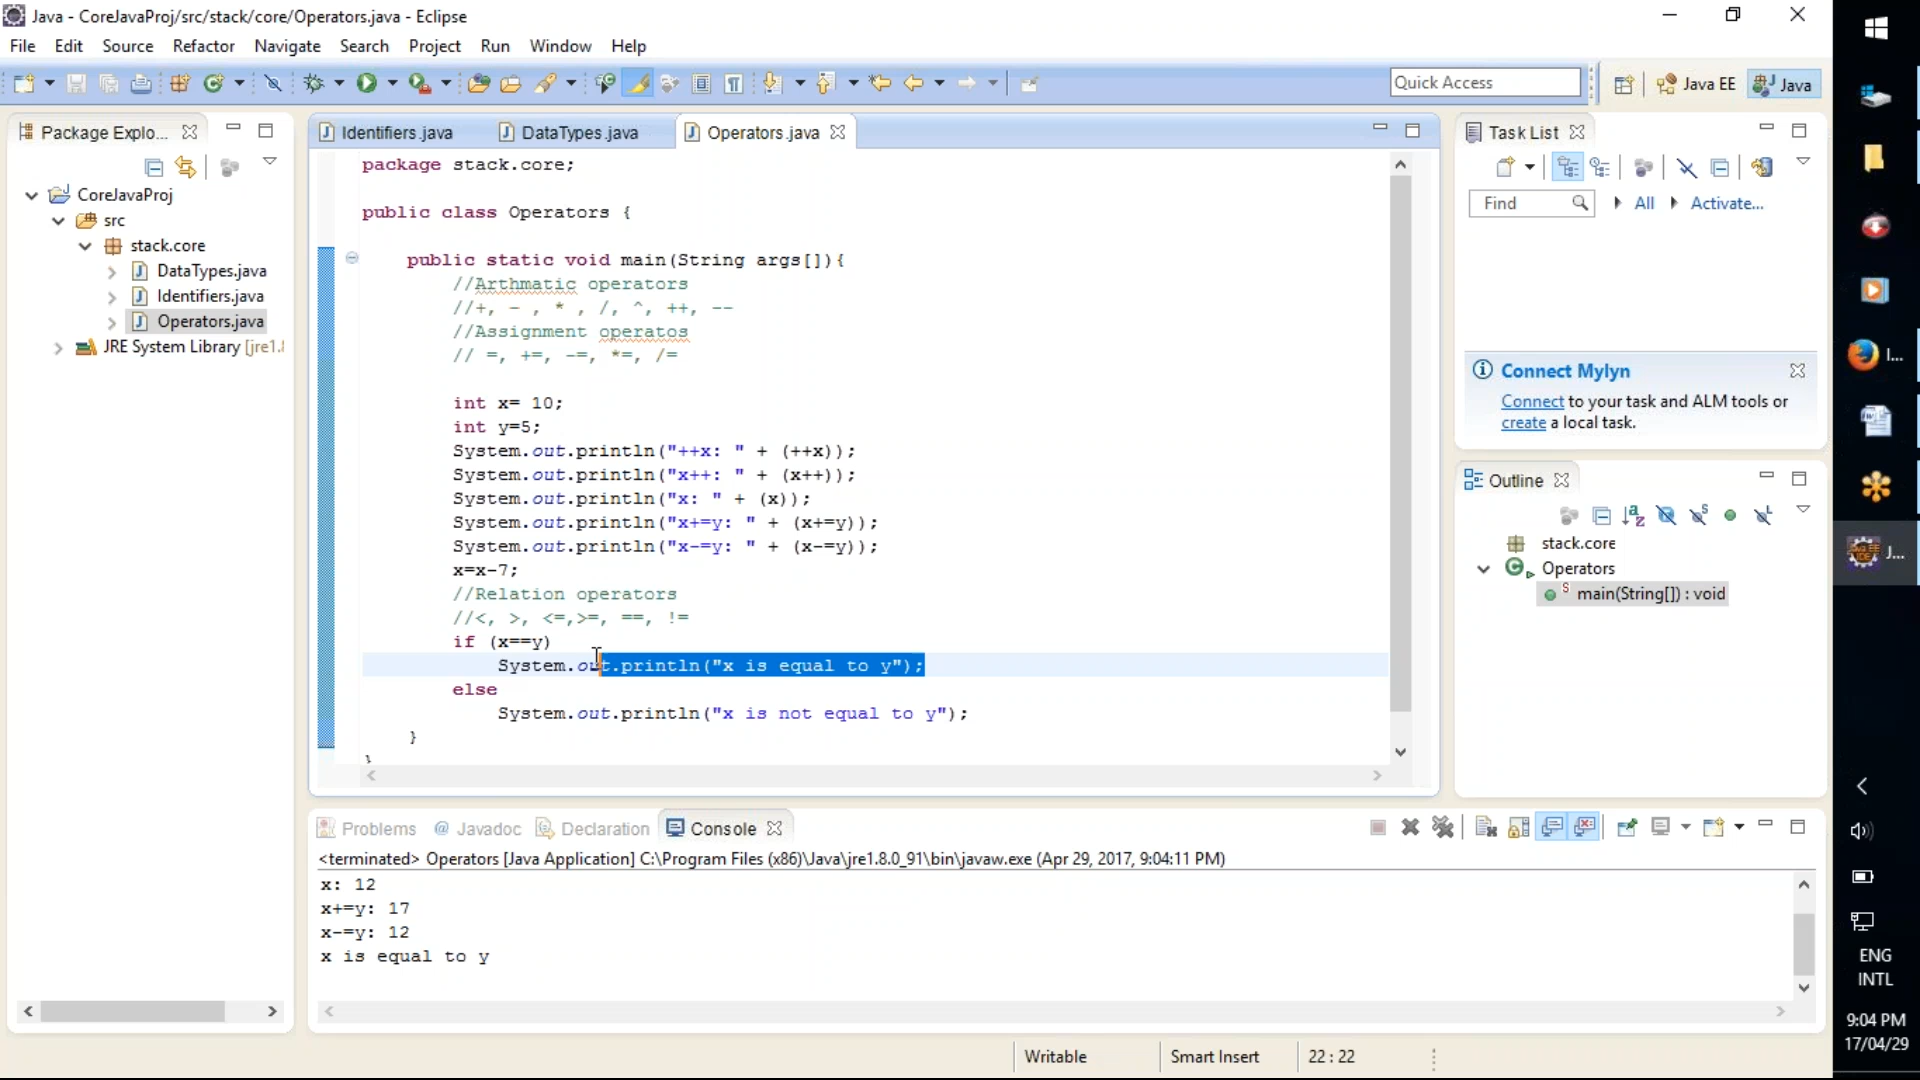 Java - CoreJavaProj/src/stack/core/Operators.java - Eclipse
File Edit Source Refactor Navigate Search Project Run Window Help
Quick Access
Java EE
Java
Package Explo...
CoreJavaProj
src
stack.core
DataTypes.java
Identifiers.java
Operators.java
JRE System Library [jre1.8
Identifiers.java
DataTypes.java
Operators.java
package stack.core;
public class Operators {
public static void main(String args[]){
//Arthmatic operators
//+, - , * , /, ^, ++, --
//Assignment operatos
// =, +=, -=, *=, /=
int x= 10;
int y=5;
System.out.println("++x: " + (++x));
System.out.println("x++: " + (x++));
System.out.println("x: " + (x));
System.out.println("x+=y: " + (x+=y));
System.out.println("x-=y: " + (x-=y));
x=x-7;
//Relation operators
//<, >, <=,>=, ==, !=
if (x==y)
System.out.println("x is equal to y");
else
System.out.println("x is not equal to y");
}
}
Task List
Find
All
Activate...
Connect Mylyn
Connect to your task and ALM tools or
create a local task.
Outline
stack.core
Operators
main(String[]) : void
Problems
@ Javadoc
Declaration
Console
<terminated> Operators [Java Application] C:\Program Files (x86)\Java\jre1.8.0_91\bin\javaw.exe (Apr 29, 2017, 9:04:11 PM)
x: 12
x+=y: 17
x-=y: 12
x is equal to y
Writable
Smart Insert
22 : 22
I...
J...
ENG
INTL
9:04 PM
17/04/29